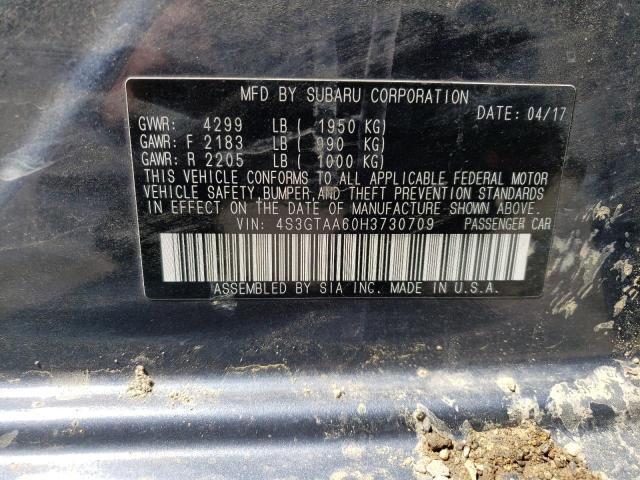 MFD BY SUBARU CORPORATION
DATE: 04/17
GVWR: 4299 LB ( 1950 KG)
GAWR: F 2183 LB ( 990 KG)
GAWR: R 2205 LB ( 1000 KG)
THIS VEHICLE CONFORMS TO ALL APPLICABLE FEDERAL MOTOR
VEHICLE SAFETY,BUMPER,AND THEFT PREVENTION STANDARDS
IN EFFECT ON THE DATE OF MANUFACTURE SHOWN ABOVE.
VIN: 4S3GTAA60H3730709 PASSENGER CAR
ASSEMBLED BY SIA INC. MADE IN U.S.A.